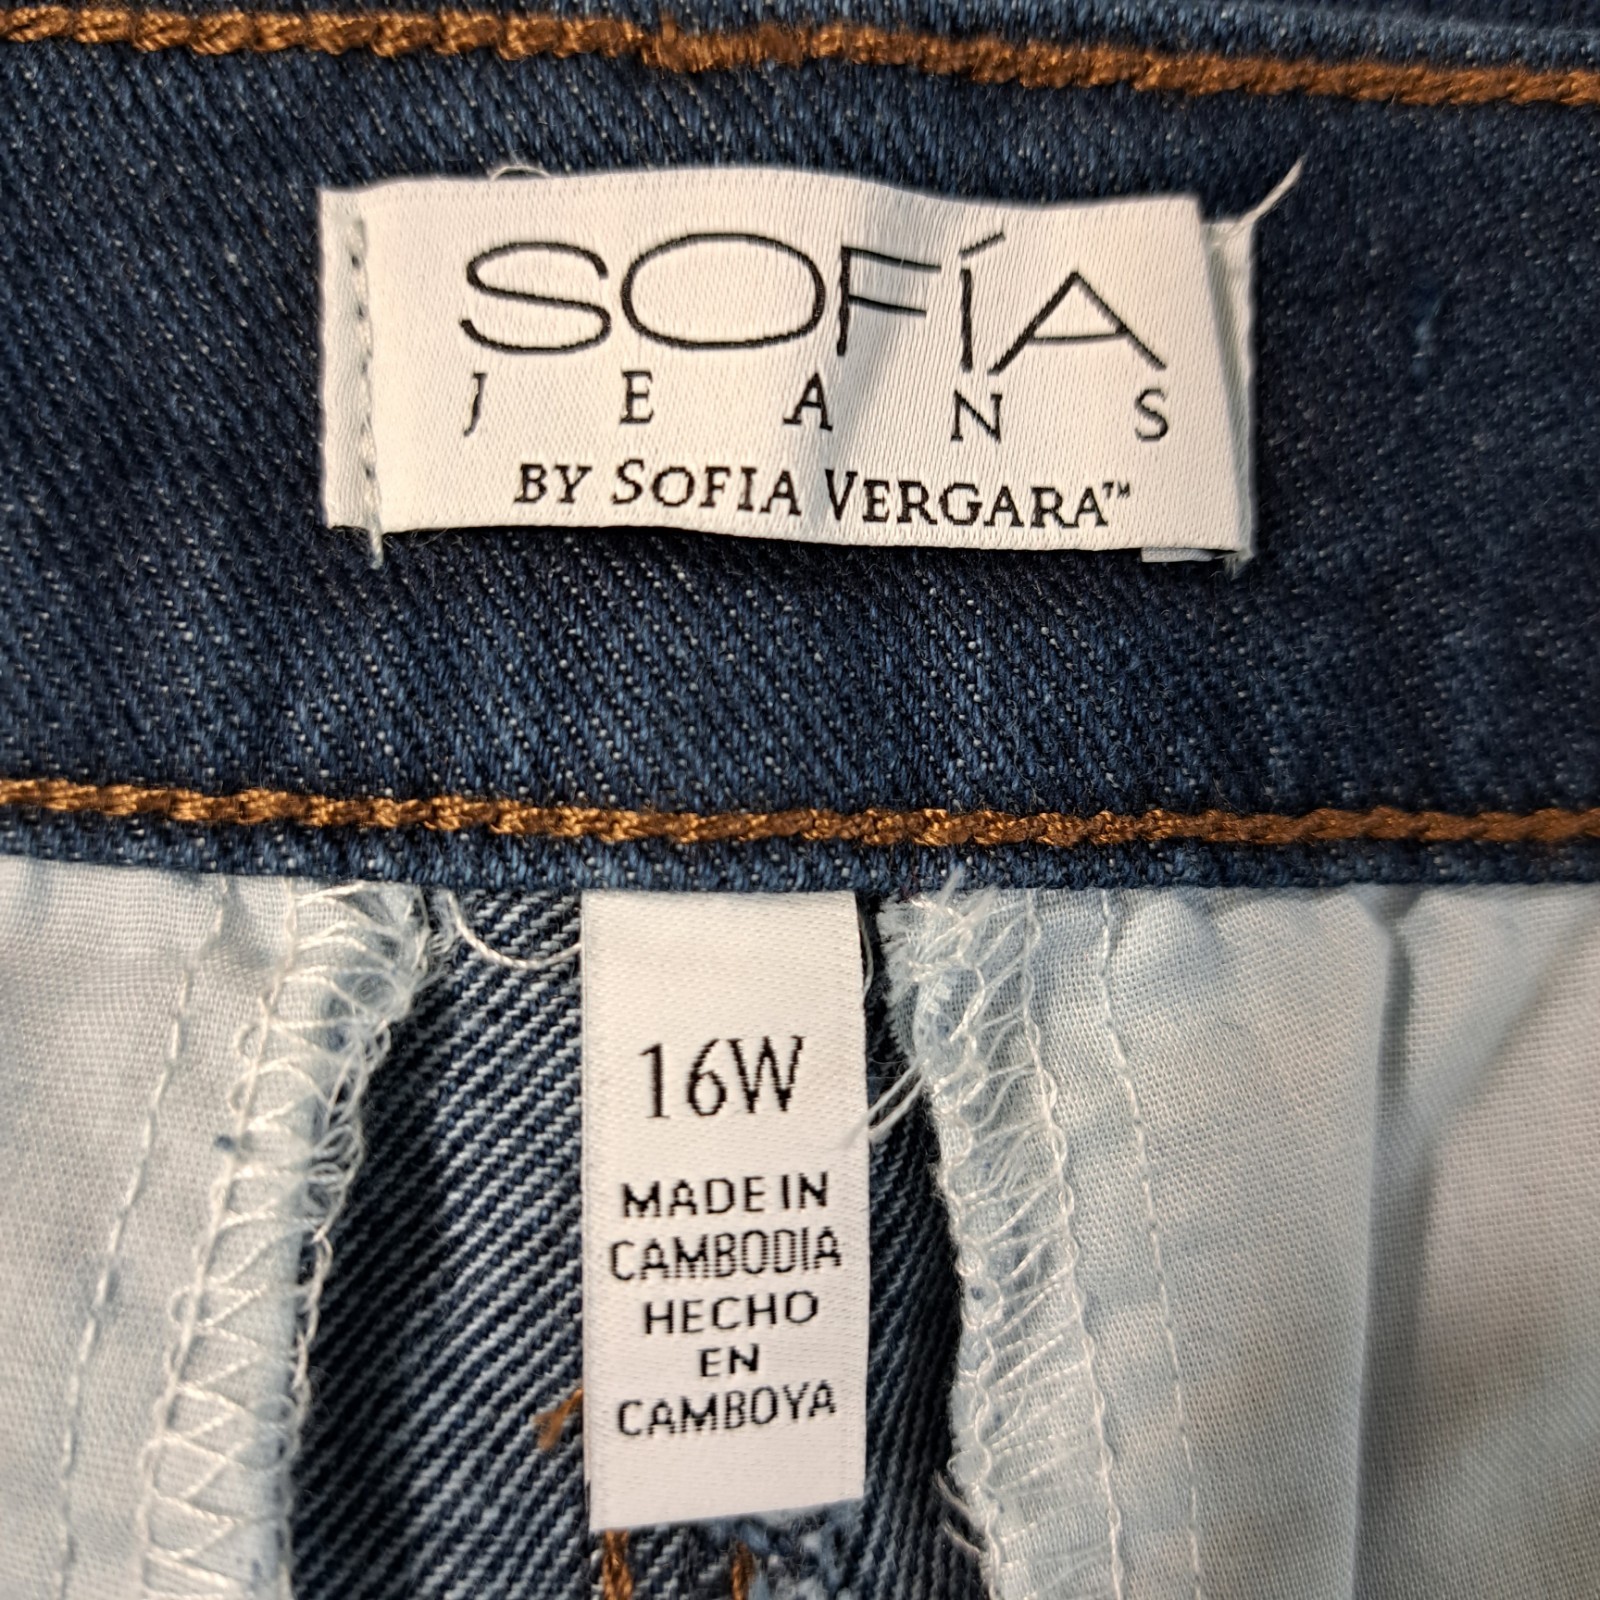 SOFÍA
JEANS
BY SOFIA VERGARA™
16W
MADE IN
CAMBODIA
HECHO
EN
CAMBOYA